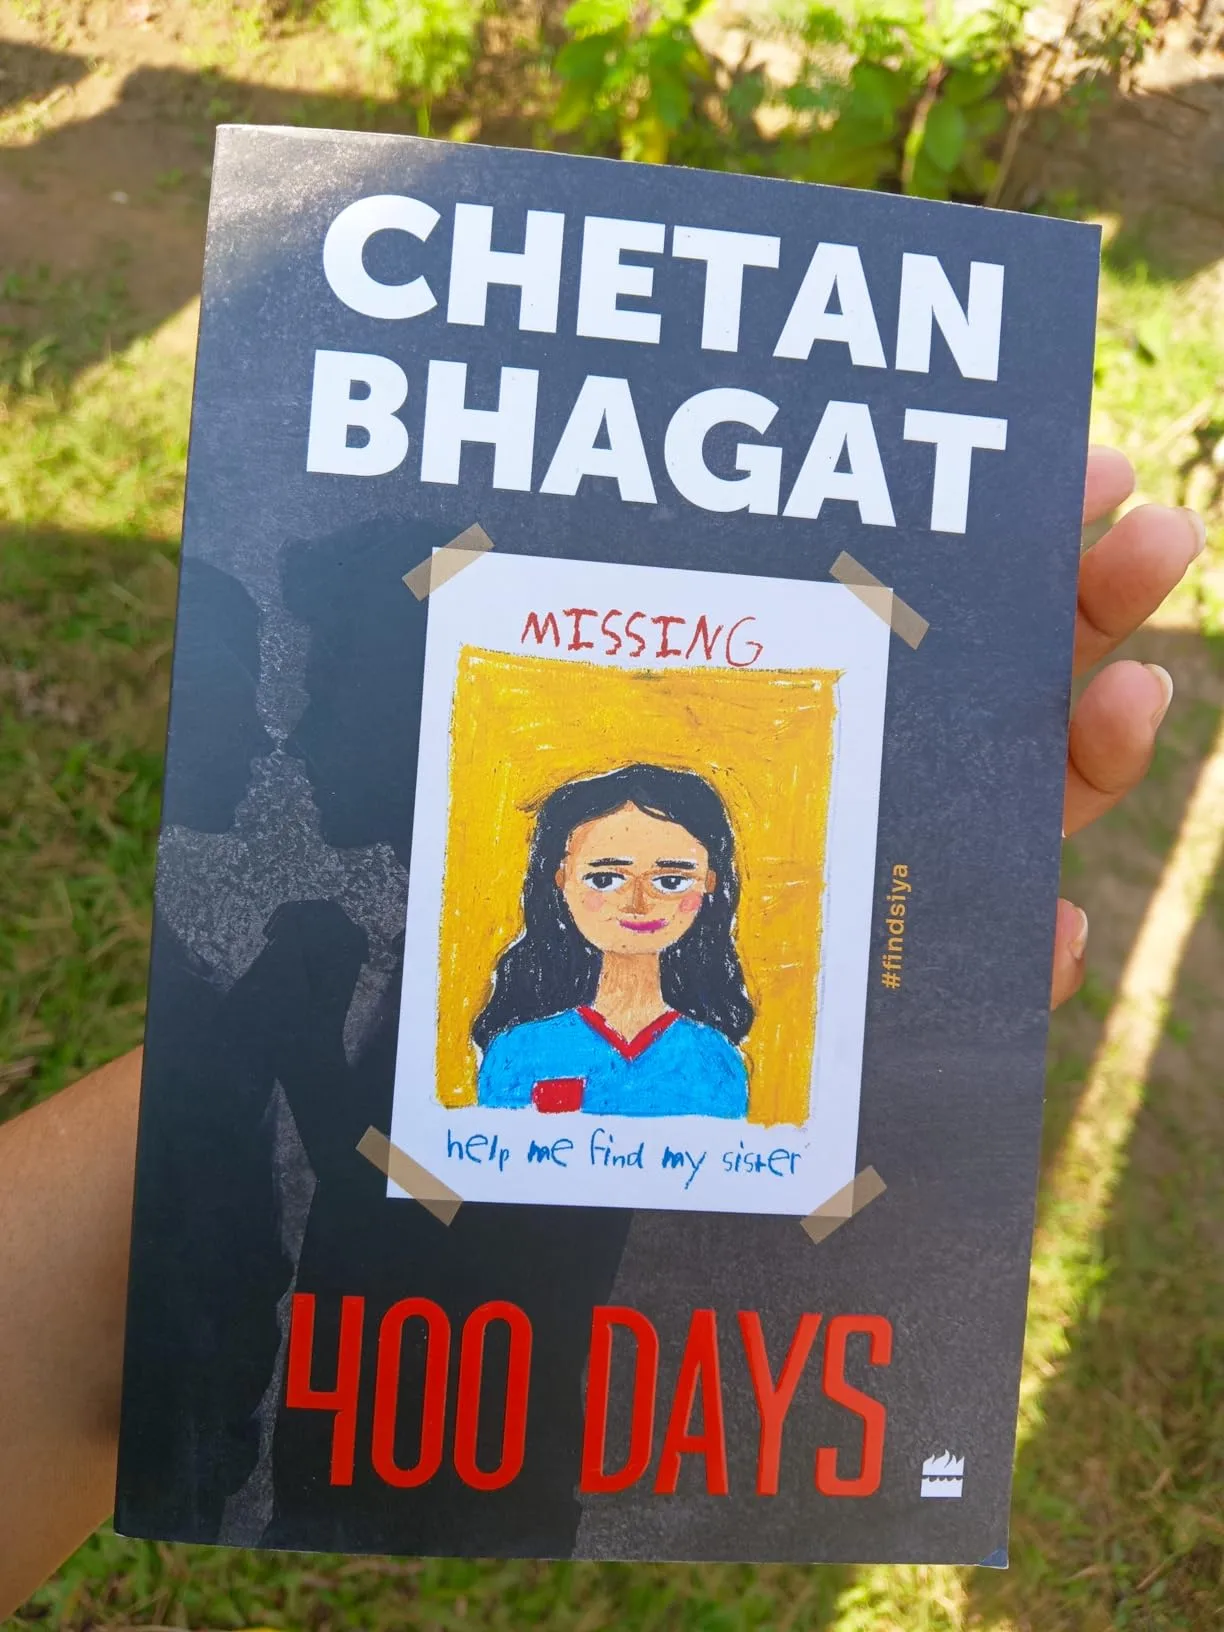 CHETAN
BHAGAT
MISSING
#findsiya
help me find my sister
400 DAYS